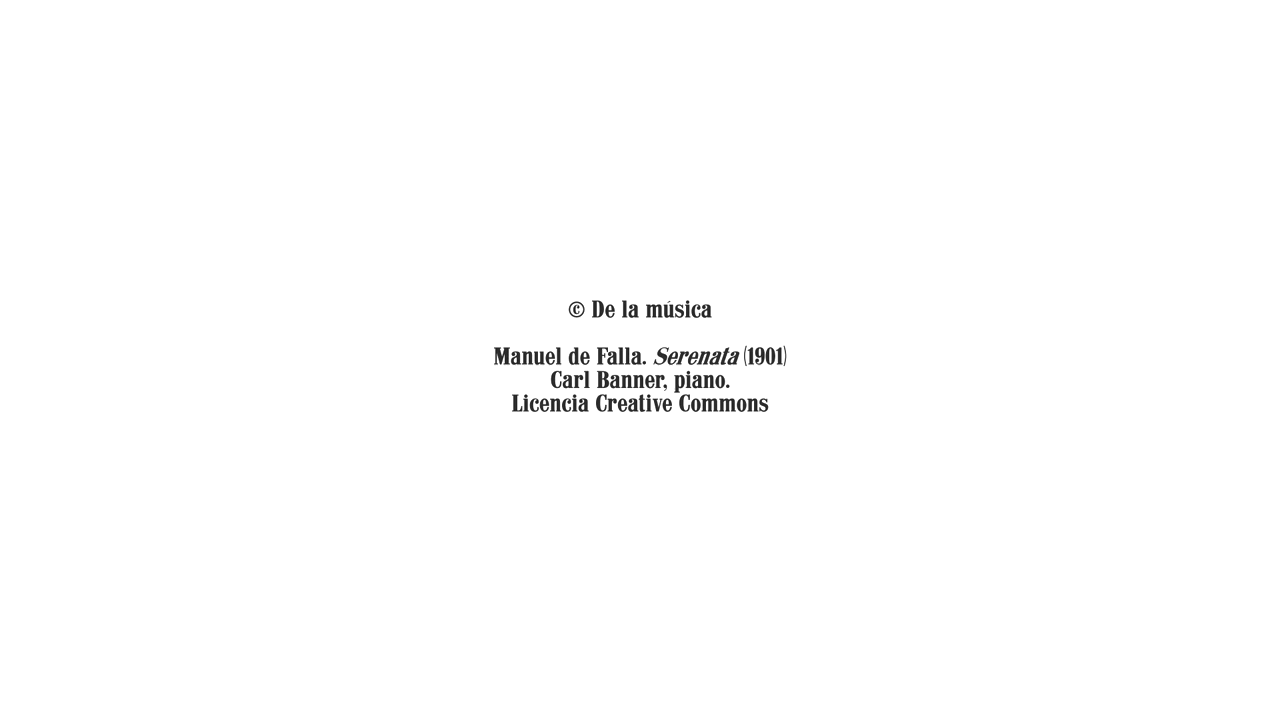 © De la música
Manuel de Falla. Serenata (1901)
Carl Banner, piano.
Licencia Creative Commons